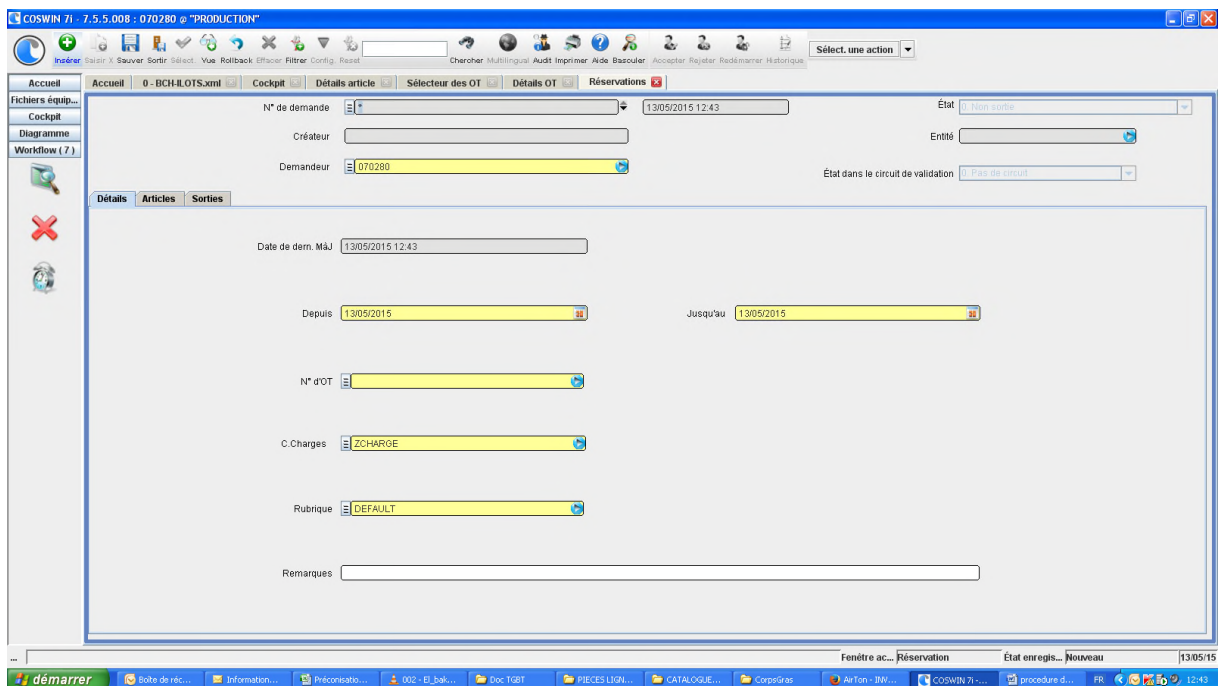 COSWIN 7i - 7.5.5.008 : 070280 @ "PRODUCTION"
Insérer Saisir X Sauver Sortir Sélect. Vue Rollback Effacer Filtrer Config. Reset Chercher Multilingual Audit Imprimer Aide Basculer Accepter Rejeter Redémarrer Historique Sélect. une action
Accueil
Fichiers équip...
Cockpit
Diagramme
Workflow ( 7 )
Accueil 0 - BCH-ILOTS.xml Cockpit Détails article Sélecteur des OT Détails OT Réservations
N° de demande * 13/05/2015 12:43 État 0. Non sortie
Créateur Entité
Demandeur 070280 État dans le circuit de validation 0. Pas de circuit
Détails Articles Sorties
Date de dern. MàJ 13/05/2015 12:43
Depuis 13/05/2015 Jusqu'au 13/05/2015
N° d'OT
C.Charges ZCHARGE
Rubrique DEFAULT
Remarques
... Fenêtre ac... Réservation État enregis... Nouveau 13/05/15
démarrer Boîte de réc... Information... Préconisatio... 002 - El_bak... Doc TGBT PIECES LIGN... CATALOGUE... CorpsGras AirTon - INV... COSWIN 7i -... procedure d... FR 12:43